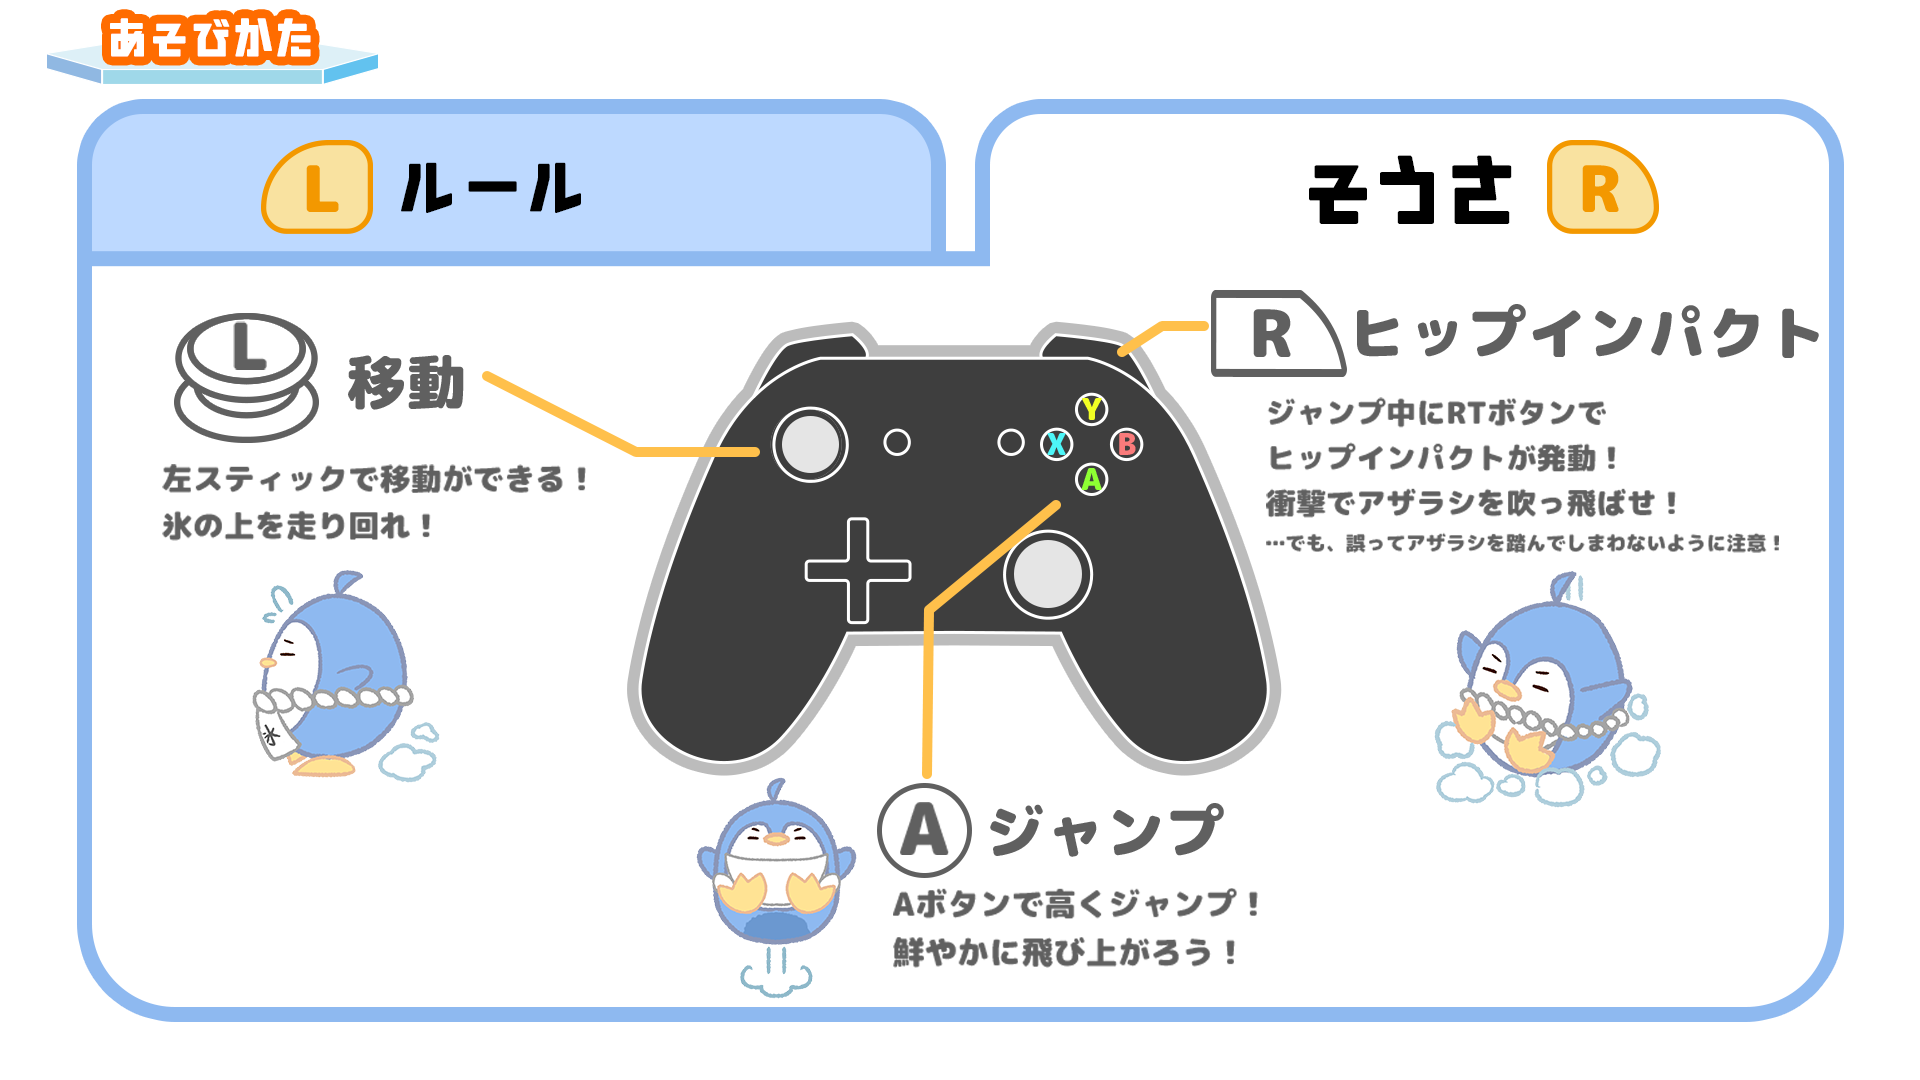 あそびかた
L ルール
そうさ R
L 移動
左スティックで移動ができる！
氷の上を走り回れ！
R ヒップインパクト
ジャンプ中にRTボタンで
ヒップインパクトが発動！
衝撃でアザラシを吹っ飛ばせ！
…でも、誤ってアザラシを踏んでしまわないように注意！
Y
X B
A
氷
A ジャンプ
Aボタンで高くジャンプ！
鮮やかに飛び上がろう！